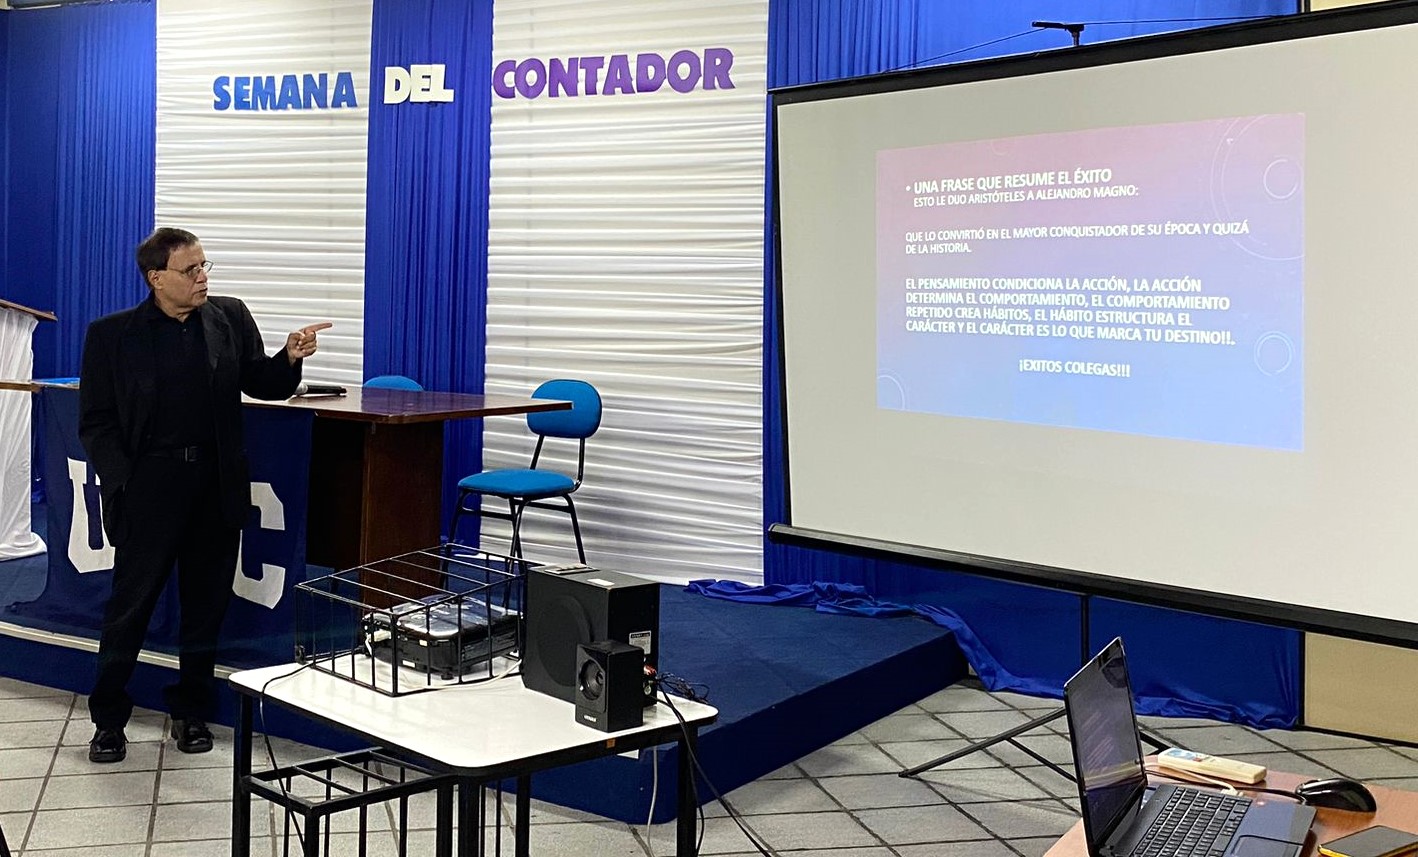 SEMANA DEL CONTADOR
• UNA FRASE QUE RESUME EL ÉXITO
ESTO LE DUO ARISTÓTELES A ALEJANDRO MAGNO:
QUE LO CONVIRTIÓ EN EL MAYOR CONQUISTADOR DE SU ÉPOCA Y QUIZÁ
DE LA HISTORIA.
EL PENSAMIENTO CONDICIONA LA ACCIÓN, LA ACCIÓN
DETERMINA EL COMPORTAMIENTO, EL COMPORTAMIENTO
REPETIDO CREA HÁBITOS, EL HÁBITO ESTRUCTURA EL
CARÁCTER Y EL CARÁCTER ES LO QUE MARCA TU DESTINO!!.
¡EXITOS COLEGAS!!!
U C